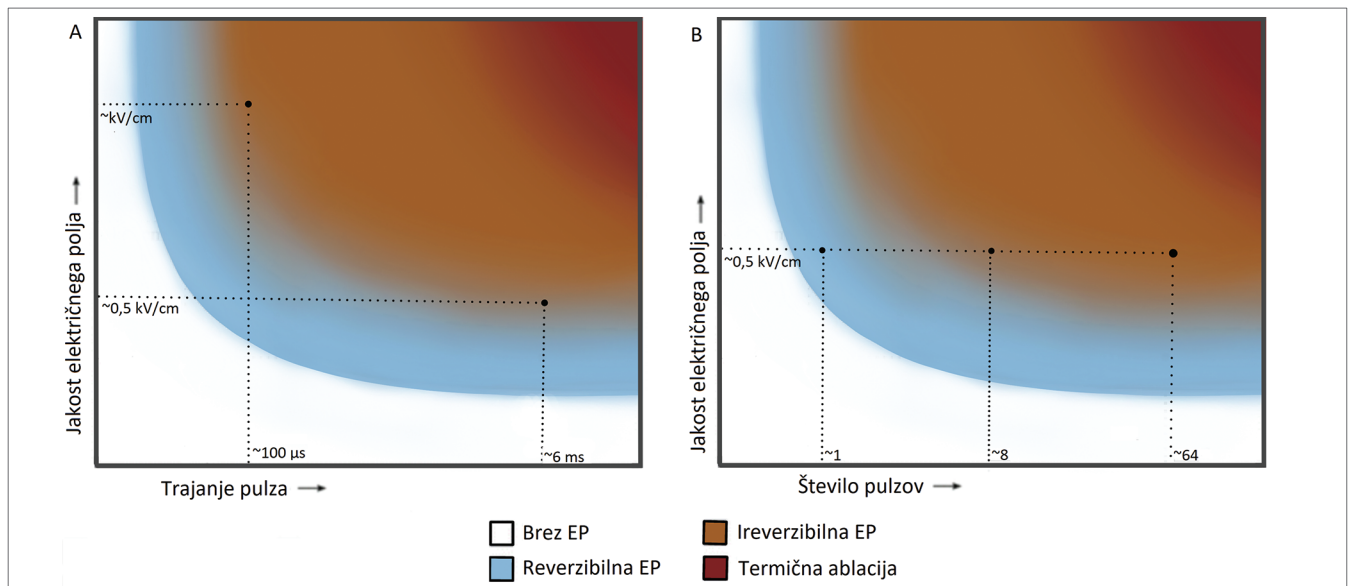 A
~kV/cm
~0,5 kV/cm
~100 µs
~6 ms
Jakost električnega polja
Trajanje pulza
B
~0,5 kV/cm
~1
~8
~64
Jakost električnega polja
Število pulzov
Brez EP
Reverzibilna EP
Ireverzibilna EP
Termična ablacija